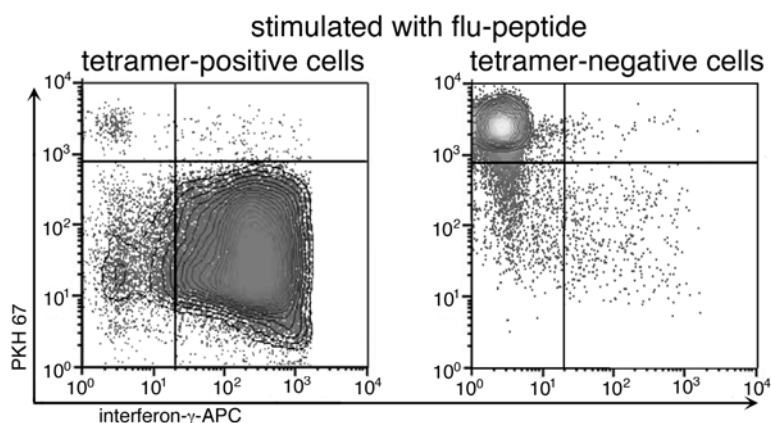 stimulated with flu-peptide
tetramer-positive cells tetramer-negative cells
10⁴ 10⁴
10³ 10³
10² 10²
10¹ 10¹
10⁰ 10⁰
10⁰ 10¹ 10² 10³ 10⁴ 10⁰ 10¹ 10² 10³ 10⁴
PKH 67
interferon-γ-APC